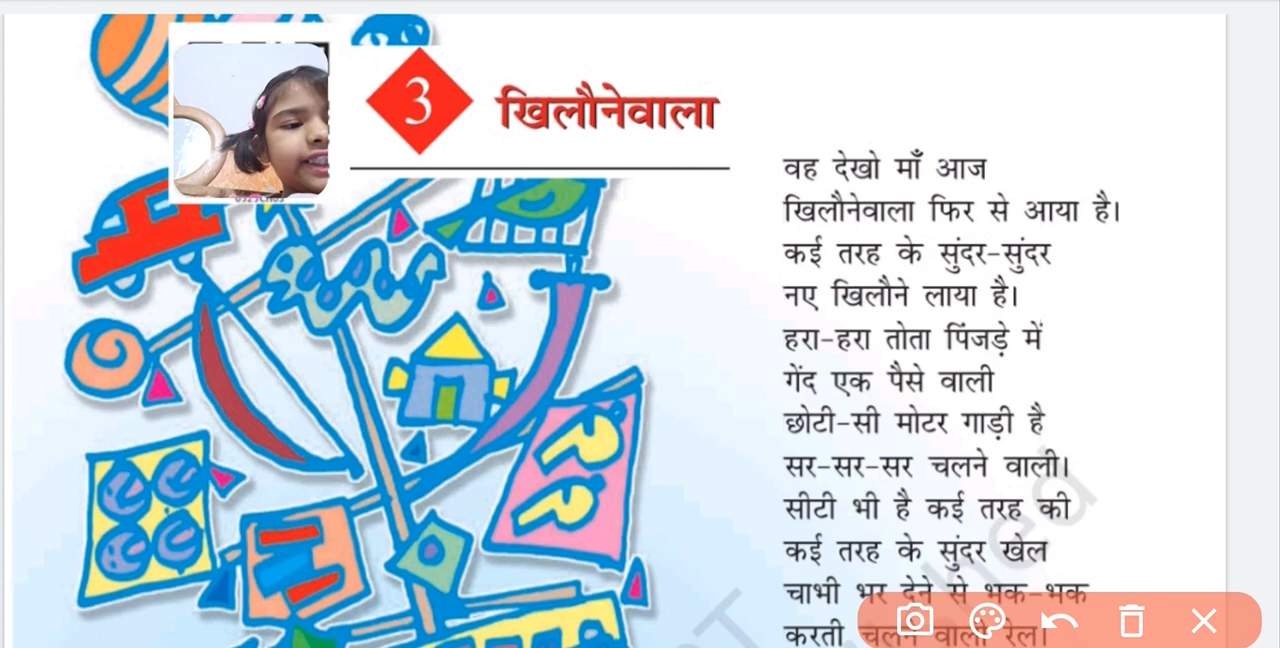 3
खिलौनेवाला
वह देखो माँ आज
खिलौनेवाला फिर से आया है।
कई तरह के सुंदर-सुंदर
नए खिलौने लाया है।
हरा-हरा तोता पिंजड़े में
गेंद एक पैसे वाली
छोटी-सी मोटर गाड़ी है
सर-सर-सर चलने वाली।
सीटी भी है कई तरह की
कई तरह के सुंदर खेल
चाभी भर देने से भक-भक
करती चलने वाली रेल।